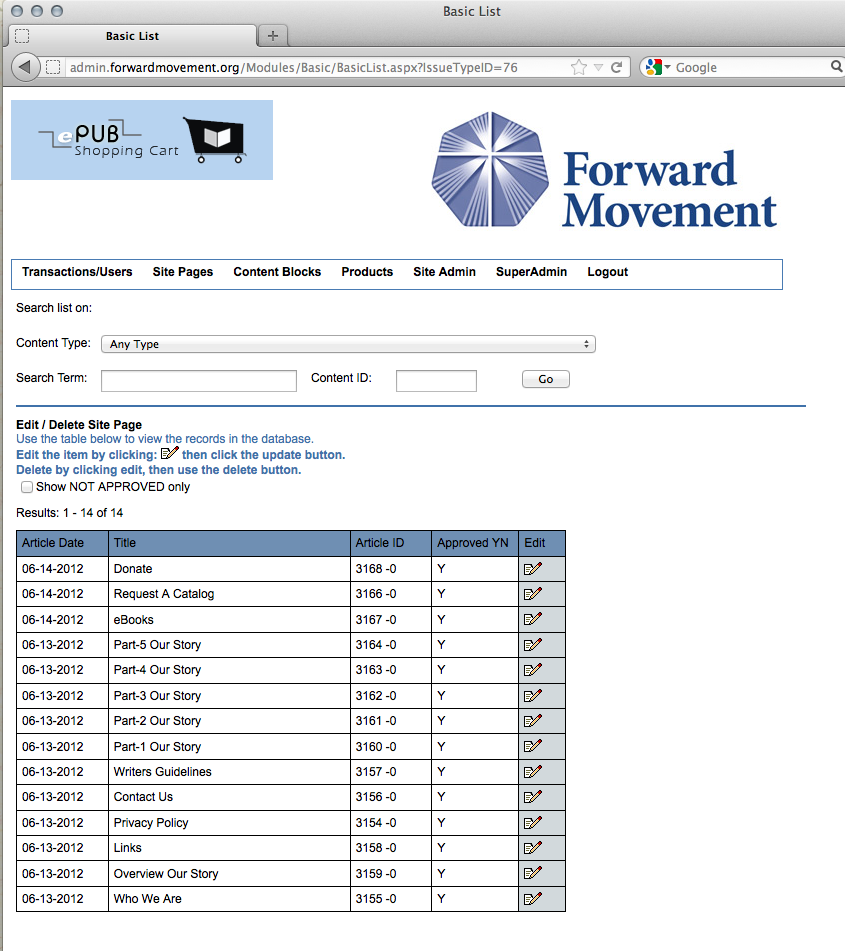 Basic List
Basic List
admin.forwardmovement.org/Modules/Basic/BasicList.aspx?IssueTypeID=76
Google
ePUB
Shopping Cart
Forward
Movement
Transactions/Users Site Pages Content Blocks Products Site Admin SuperAdmin Logout
Search list on:
Content Type: Any Type
Search Term: Content ID: Go
Edit / Delete Site Page
Use the table below to view the records in the database.
Edit the item by clicking: then click the update button.
Delete by clicking edit, then use the delete button.
Show NOT APPROVED only
Results: 1 - 14 of 14
Article Date Title Article ID Approved YN Edit
06-14-2012 Donate 3168 -0 Y
06-14-2012 Request A Catalog 3166 -0 Y
06-14-2012 eBooks 3167 -0 Y
06-13-2012 Part-5 Our Story 3164 -0 Y
06-13-2012 Part-4 Our Story 3163 -0 Y
06-13-2012 Part-3 Our Story 3162 -0 Y
06-13-2012 Part-2 Our Story 3161 -0 Y
06-13-2012 Part-1 Our Story 3160 -0 Y
06-13-2012 Writers Guidelines 3157 -0 Y
06-13-2012 Contact Us 3156 -0 Y
06-13-2012 Privacy Policy 3154 -0 Y
06-13-2012 Links 3158 -0 Y
06-13-2012 Overview Our Story 3159 -0 Y
06-13-2012 Who We Are 3155 -0 Y